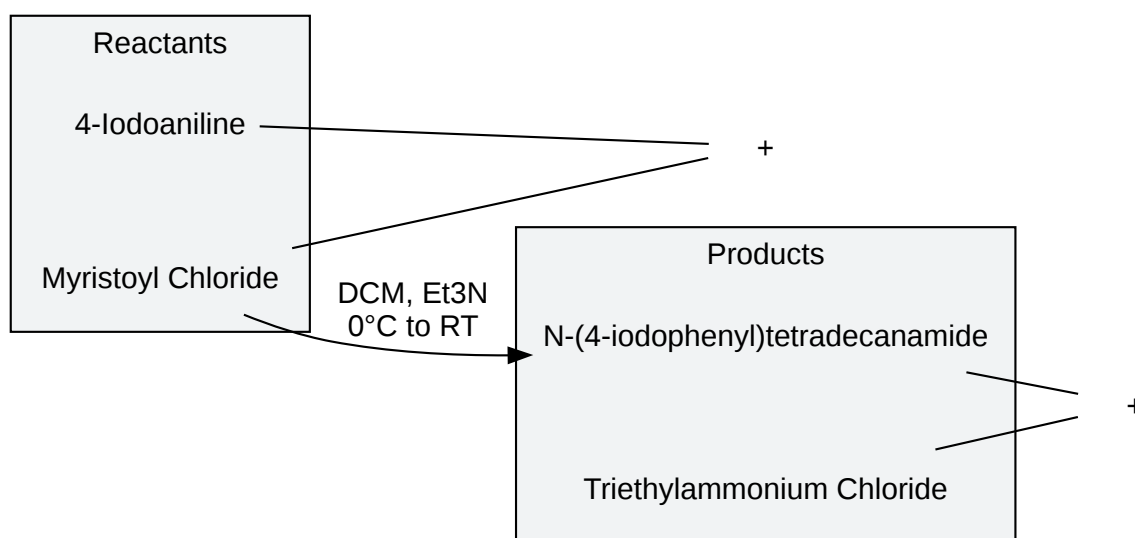 Reactants
4-Iodoaniline
+
Myristoyl Chloride
DCM, Et3N
0°C to RT
Products
N-(4-iodophenyl)tetradecanamide
+
Triethylammonium Chloride